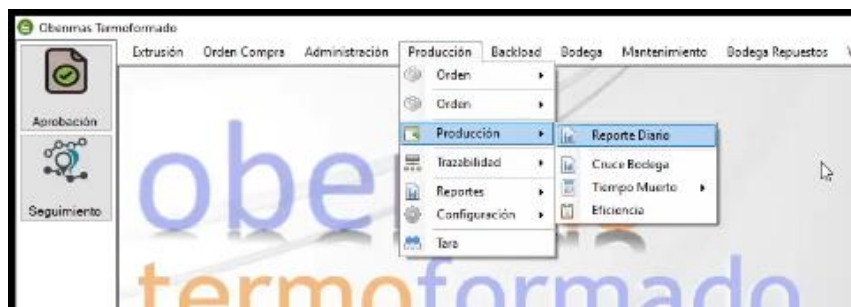 Obenmas Termoformado
Extrusión Orden Compra Administración Producción Backload Bodega Mantenimiento Bodega Repuestos
Aprobación
Seguimiento
Orden
Orden
Producción
Trazabilidad
Reportes
Configuración
Tara
Reporte Diario
Cruce Bodega
Tiempo Muerto
Eficiencia
termoformado